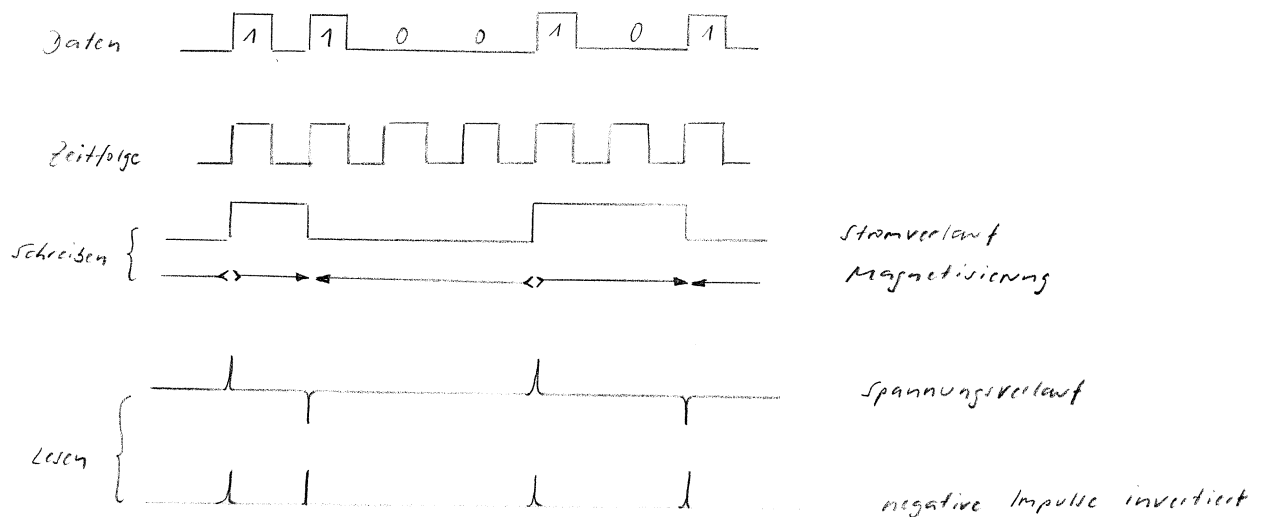 Daten 1 1 0 0 1 0 1
Zeitfolge
Schreiben
Stromverlauf
Magnetisierung
Spannungsverlauf
Lesen
negative Impulse invertiert